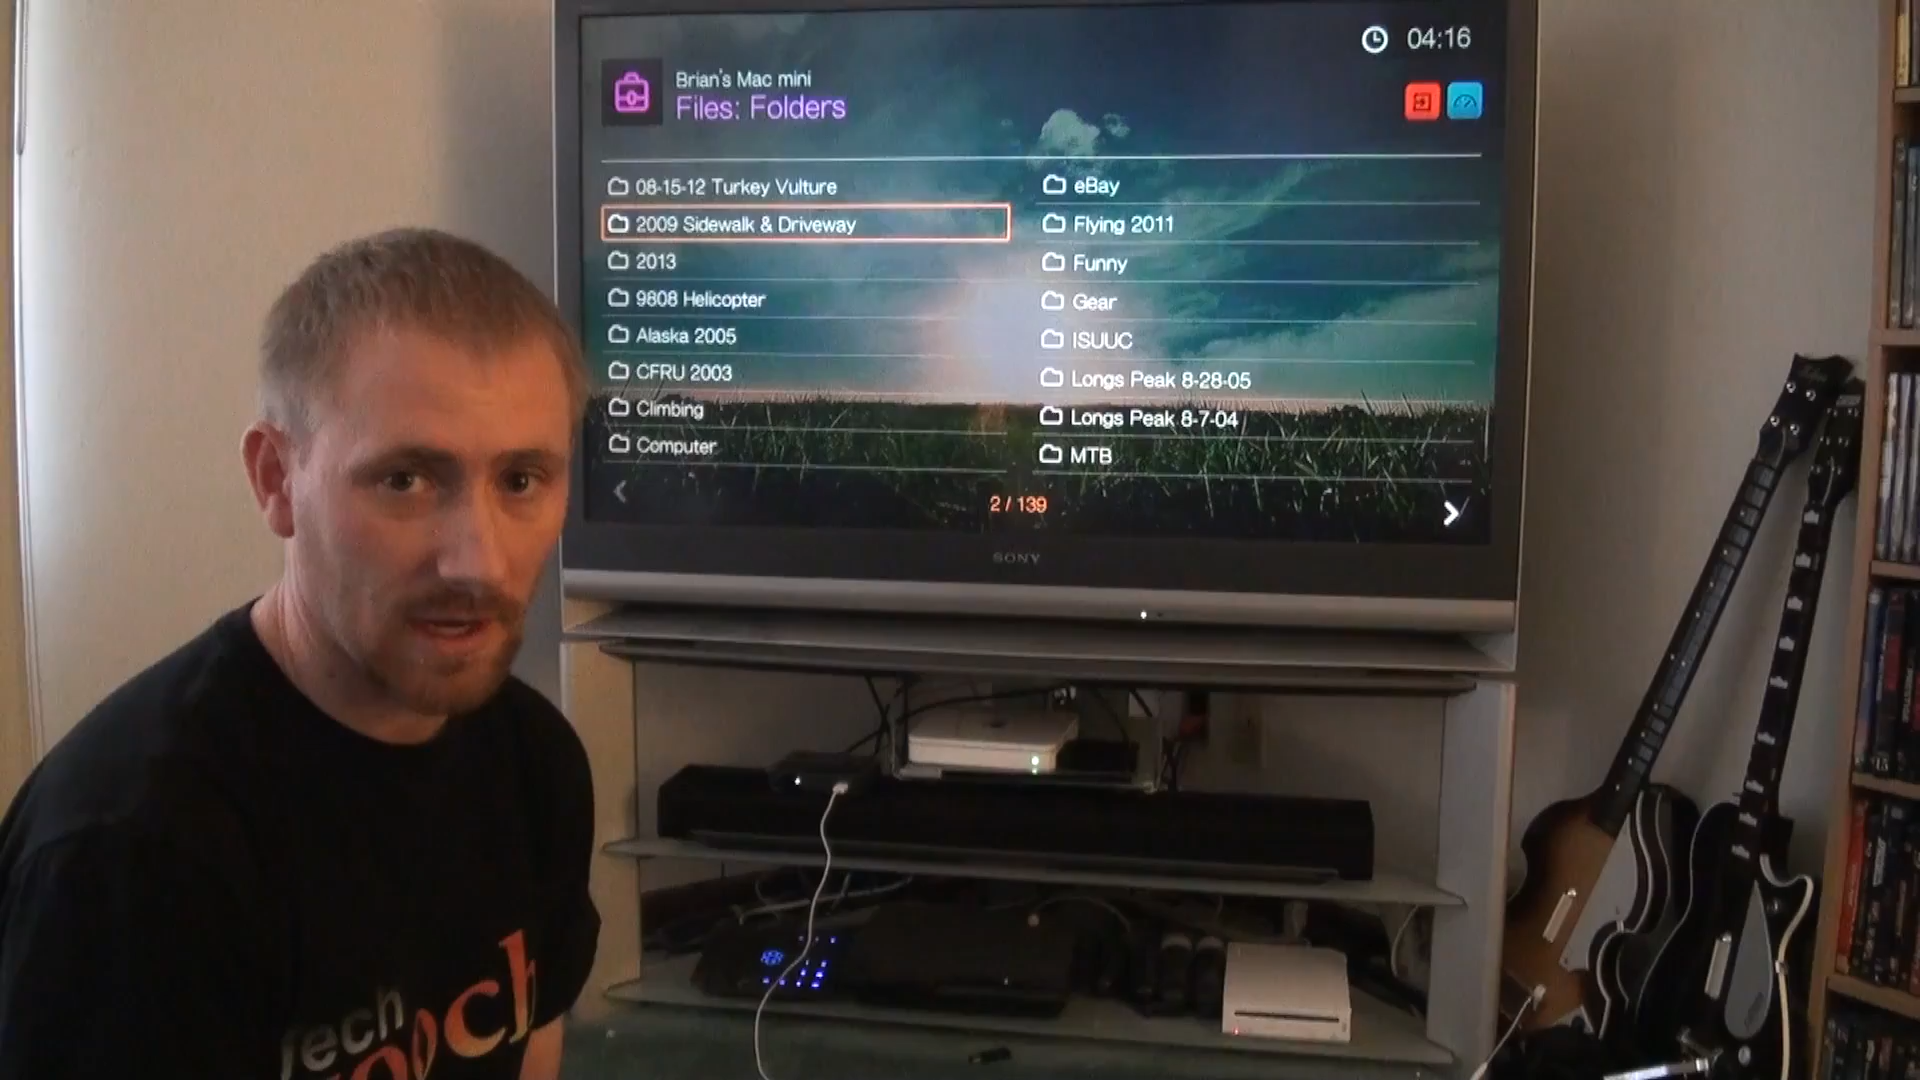 04:16
Brian's Mac mini
Files: Folders
08-15-12 Turkey Vulture
2009 Sidewalk & Driveway
2013
9808 Helicopter
Alaska 2005
CFRU 2003
Climbing
Computer
eBay
Flying 2011
Funny
Gear
ISUUC
Longs Peak 8-28-05
Longs Peak 8-7-04
MTB
2 / 139
SONY
Tech